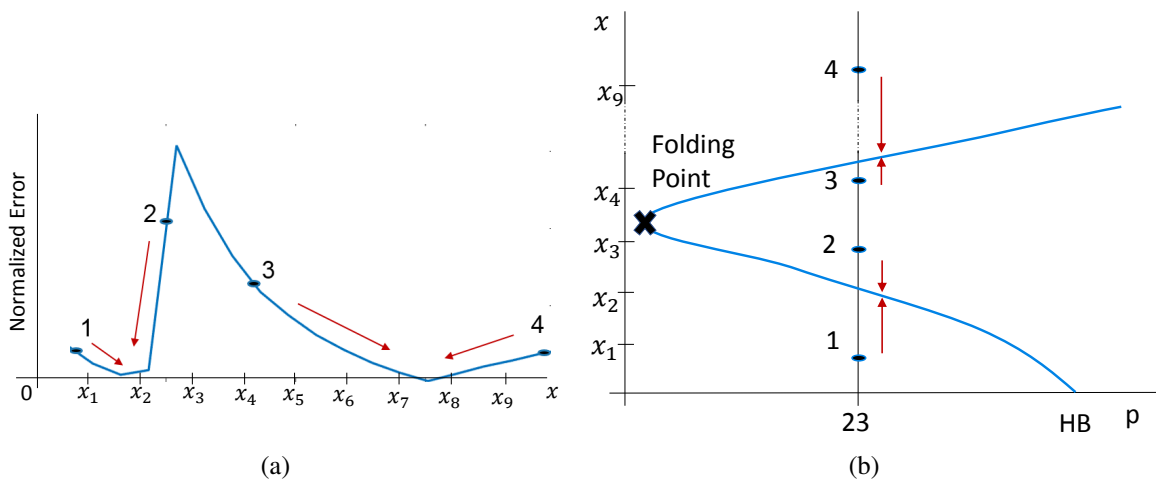 Normalized Error
1
2
3
4
0
x₁ x₂ x₃ x₄ x₅ x₆ x₇ x₈ x₉ x
(a)
x
4
x₉
Folding
Point
x₄
3
x₃
2
x₂
x₁
1
23
HB
p
(b)